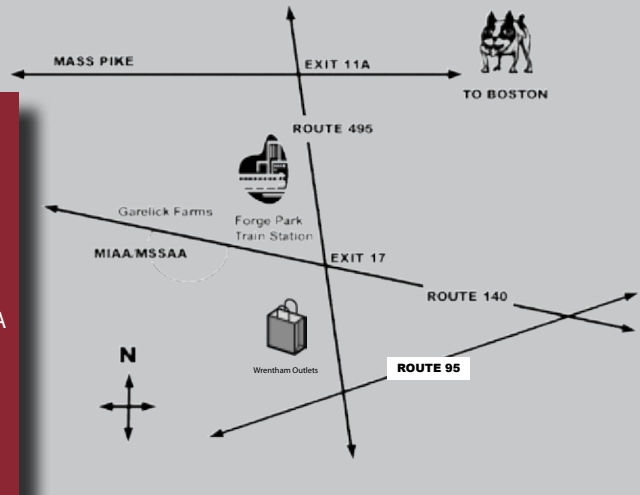 MASS PIKE
EXIT 11A
TO BOSTON
ROUTE 495
Garelick Farms
Forge Park
Train Station
MIAA/MSSAA
EXIT 17
ROUTE 140
A
Wrentham Outlets
N
ROUTE 95